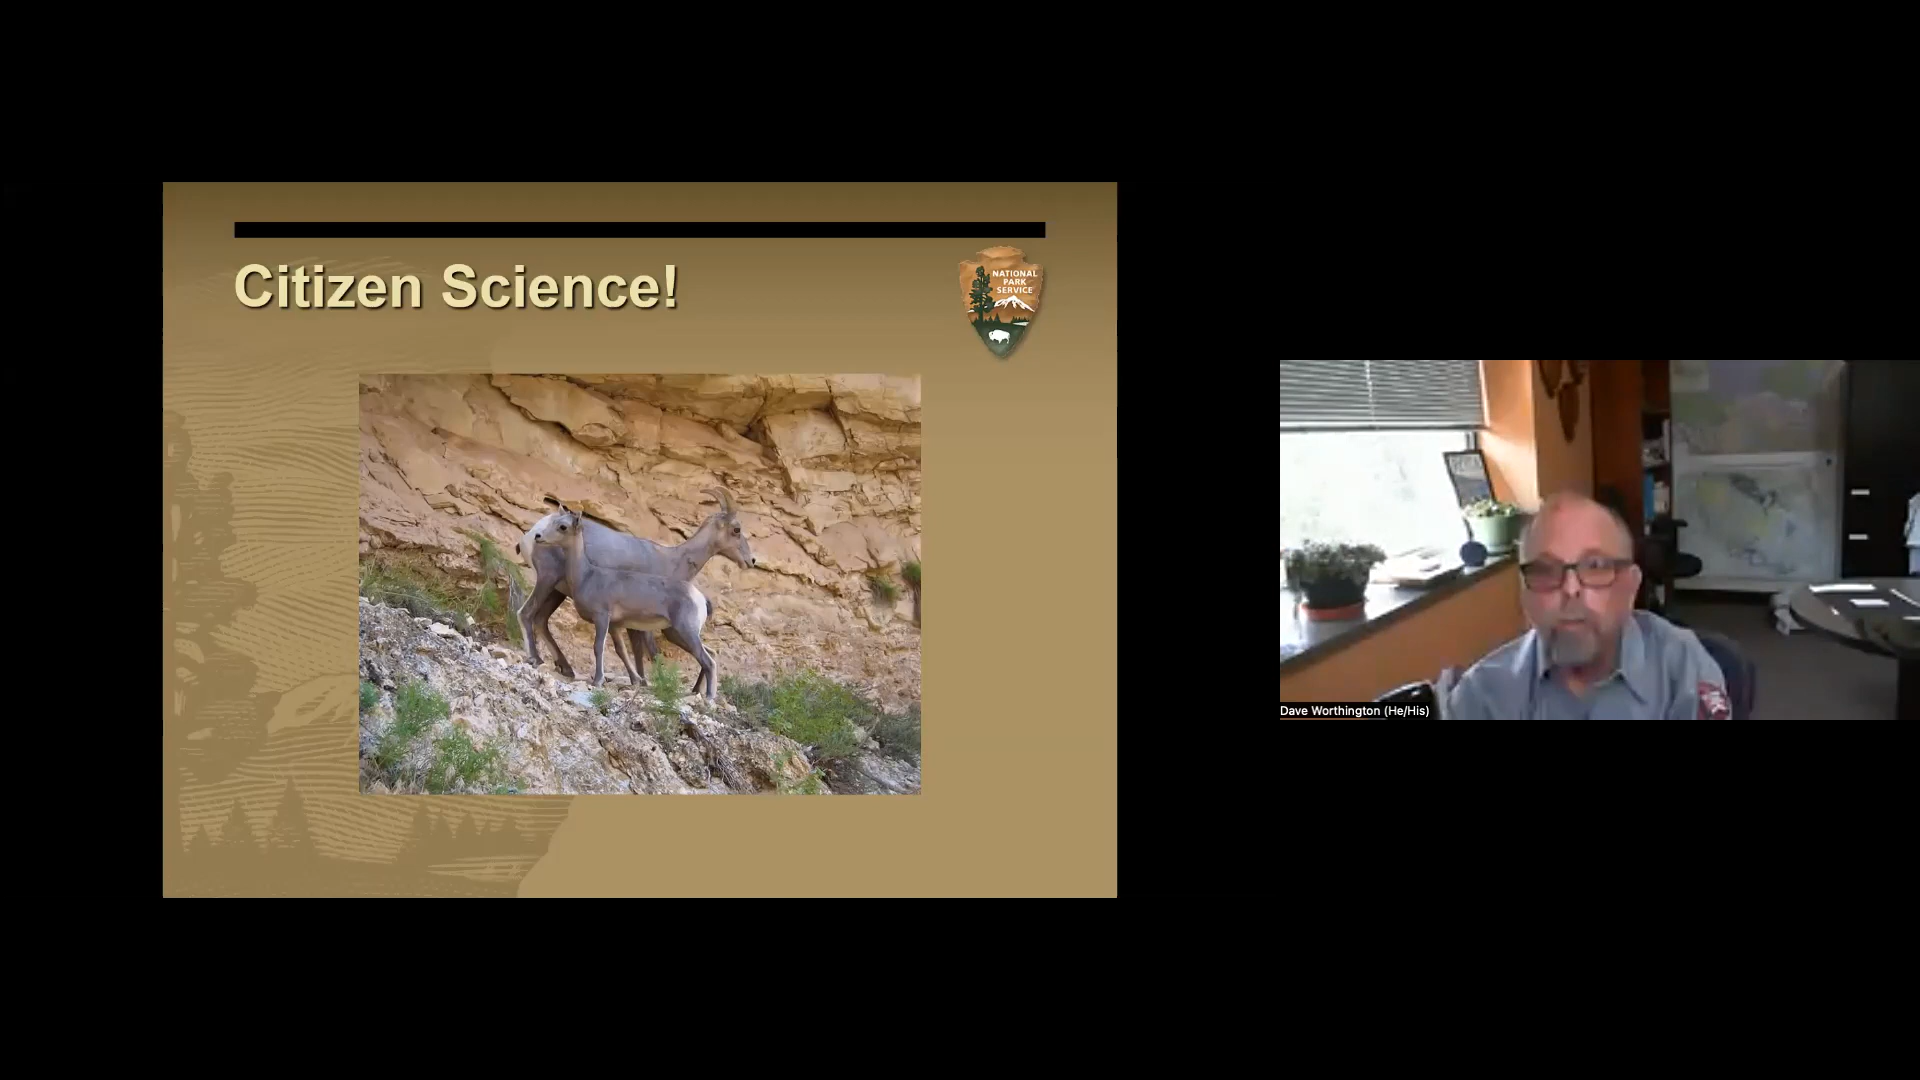 Citizen Science!
NATIONAL
PARK
SERVICE
Dave Worthington (He/His)